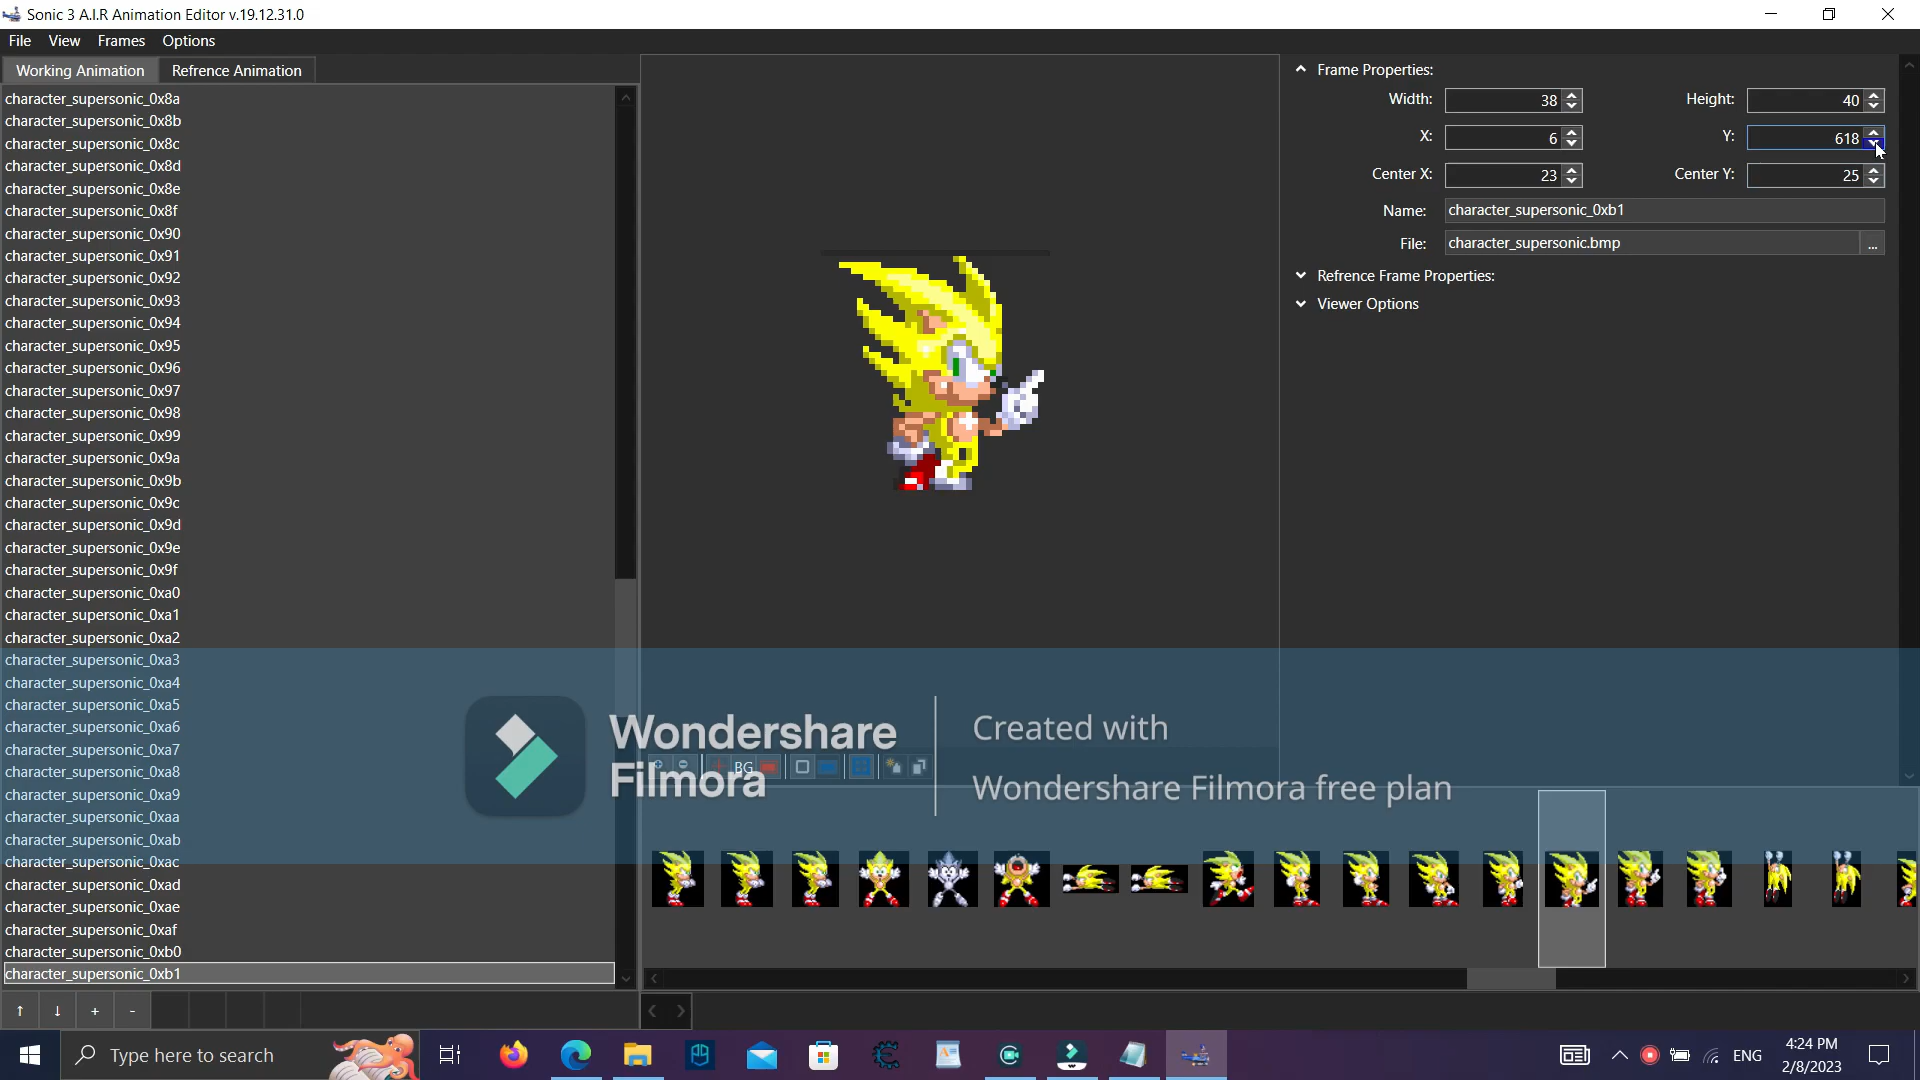 Sonic 3 A.I.R Animation Editor v.19.12.31.0
File View Frames Options
Working Animation Refrence Animation
character_supersonic_0x8a
character_supersonic_0x8b
character_supersonic_0x8c
character_supersonic_0x8d
character_supersonic_0x8e
character_supersonic_0x8f
character_supersonic_0x90
character_supersonic_0x91
character_supersonic_0x92
character_supersonic_0x93
character_supersonic_0x94
character_supersonic_0x95
character_supersonic_0x96
character_supersonic_0x97
character_supersonic_0x98
character_supersonic_0x99
character_supersonic_0x9a
character_supersonic_0x9b
character_supersonic_0x9c
character_supersonic_0x9d
character_supersonic_0x9e
character_supersonic_0x9f
character_supersonic_0xa0
character_supersonic_0xa1
character_supersonic_0xa2
character_supersonic_0xa3
character_supersonic_0xa4
character_supersonic_0xa5
character_supersonic_0xa6
character_supersonic_0xa7
character_supersonic_0xa8
character_supersonic_0xa9
character_supersonic_0xaa
character_supersonic_0xab
character_supersonic_0xac
character_supersonic_0xad
character_supersonic_0xae
character_supersonic_0xaf
character_supersonic_0xb0
character_supersonic_0xb1
Frame Properties:
Width: 38 Height: 40
X: 6 Y: 618
Center X: 23 Center Y: 25
Name: character_supersonic_0xb1
File: character_supersonic.bmp ...
Refrence Frame Properties:
Viewer Options
Wondershare
Filmora
Created with
Wondershare Filmora free plan
BG
Type here to search
ENG
4:24 PM
2/8/2023